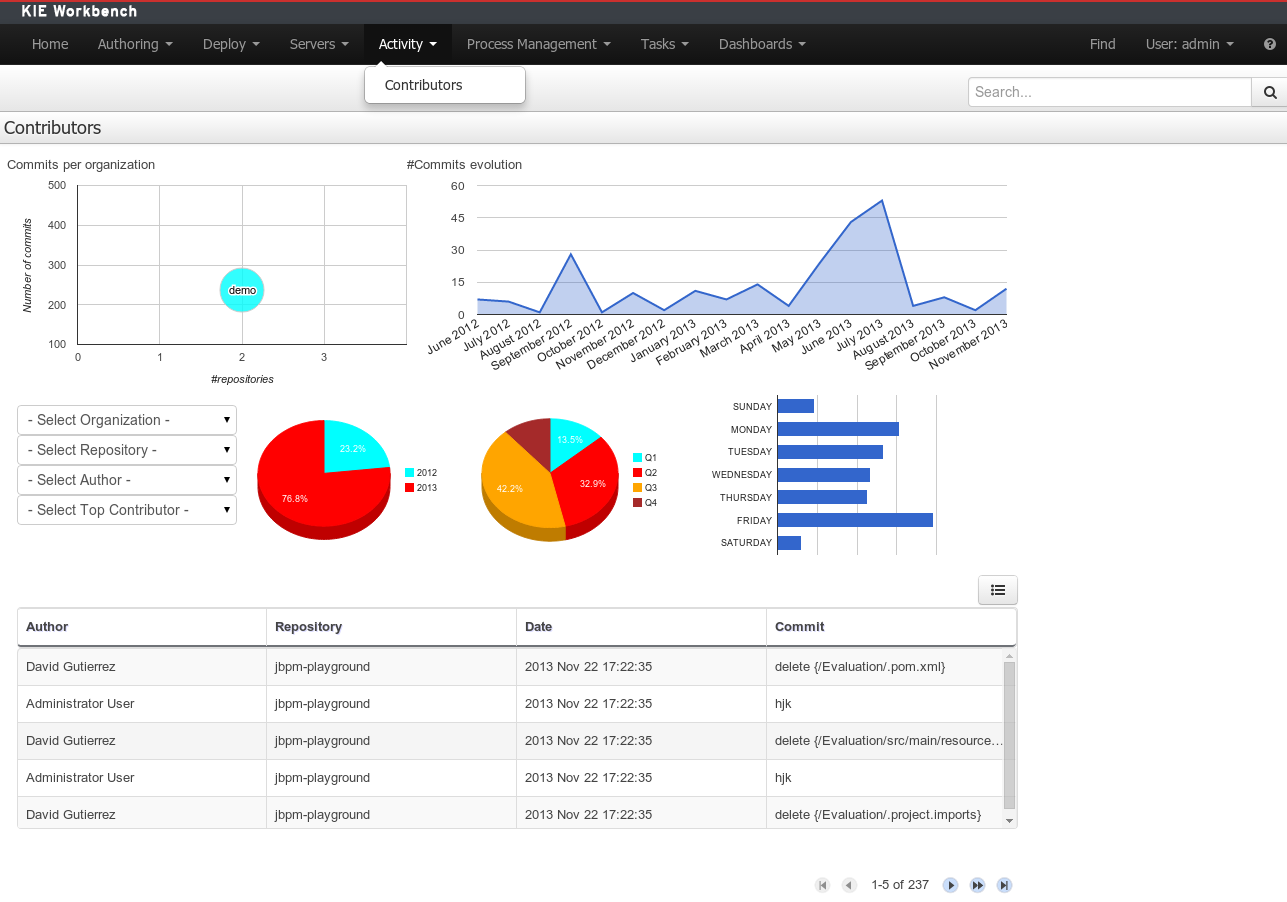 KIE Workbench
Home Authoring Deploy Servers Activity Process Management Tasks Dashboards Find User: admin
Contributors
Search...
Contributors
Commits per organization
500
400
300
200
100
Number of commits
demo
0 1 2 3
#repositories
#Commits evolution
60
45
30
15
0
June 2012
July 2012
August 2012
September 2012
October 2012
November 2012
December 2012
January 2013
February 2013
March 2013
April 2013
May 2013
June 2013
July 2013
August 2013
September 2013
October 2013
November 2013
- Select Organization -
- Select Repository -
- Select Author -
- Select Top Contributor -
23.2%
76.8%
2012
2013
13.5%
32.9%
42.2%
Q1
Q2
Q3
Q4
SUNDAY
MONDAY
TUESDAY
WEDNESDAY
THURSDAY
FRIDAY
SATURDAY
Author Repository Date Commit
David Gutierrez jbpm-playground 2013 Nov 22 17:22:35 delete {/Evaluation/.pom.xml}
Administrator User jbpm-playground 2013 Nov 22 17:22:35 hjk
David Gutierrez jbpm-playground 2013 Nov 22 17:22:35 delete {/Evaluation/src/main/resource...
Administrator User jbpm-playground 2013 Nov 22 17:22:35 hjk
David Gutierrez jbpm-playground 2013 Nov 22 17:22:35 delete {/Evaluation/.project.imports}
1-5 of 237